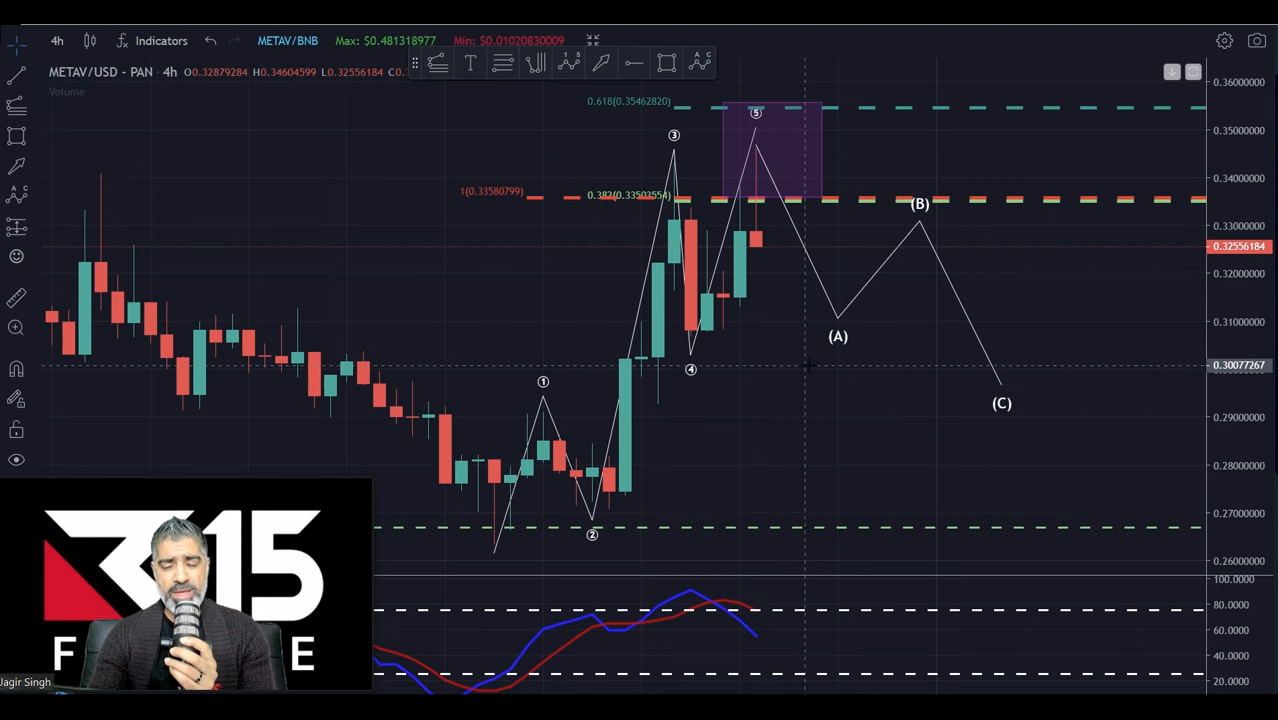 4h
Indicators
METAV/BNB
Max: $0.481318977
Min: $0.01020830009
METAV/USD - PAN
4h
O0.32879284 H0.34604599 L0.32556184 C0.3
Volume
0.618(0.35462820)
1(0.33580799)
0.382(0.33502554)
①
②
③
④
⑤
(A)
(B)
(C)
0.36000000
0.35000000
0.34000000
0.33000000
0.32556184
0.32000000
0.31000000
0.30077267
0.29000000
0.28000000
0.27000000
0.26000000
100.0000
80.0000
60.0000
40.0000
20.0000
315
F
E
Jagir Singh